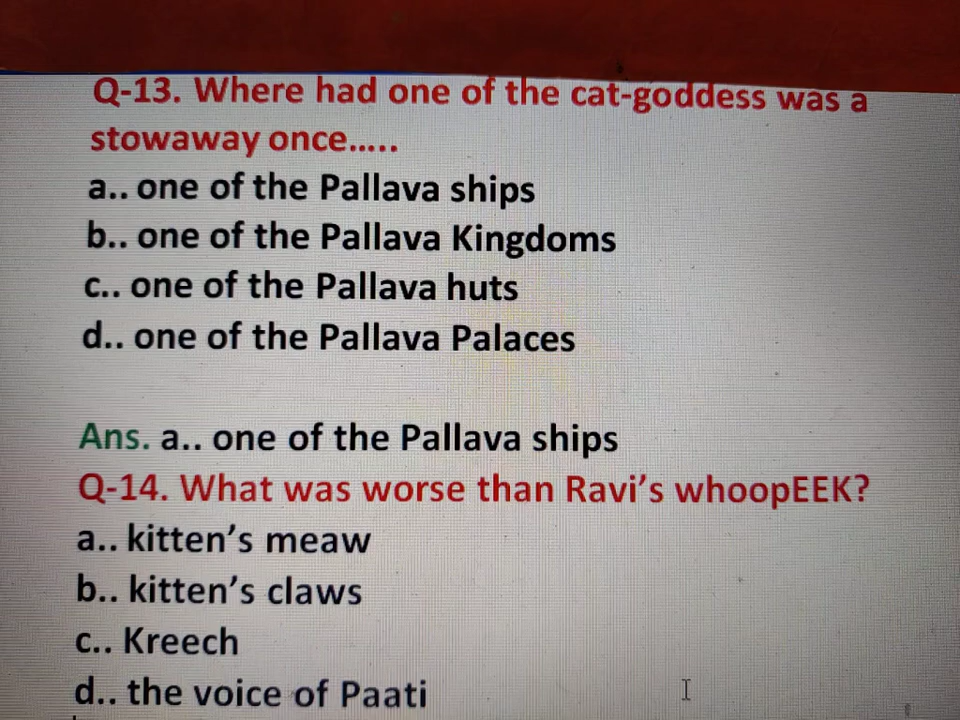 Q-13. Where had one of the cat-goddess was a
stowaway once.....
a.. one of the Pallava ships
b.. one of the Pallava Kingdoms
c.. one of the Pallava huts
d.. one of the Pallava Palaces
Ans. a.. one of the Pallava ships
Q-14. What was worse than Ravi's whoopEEK?
a.. kitten's meaw
b.. kitten's claws
c.. Kreech
d.. the voice of Paati